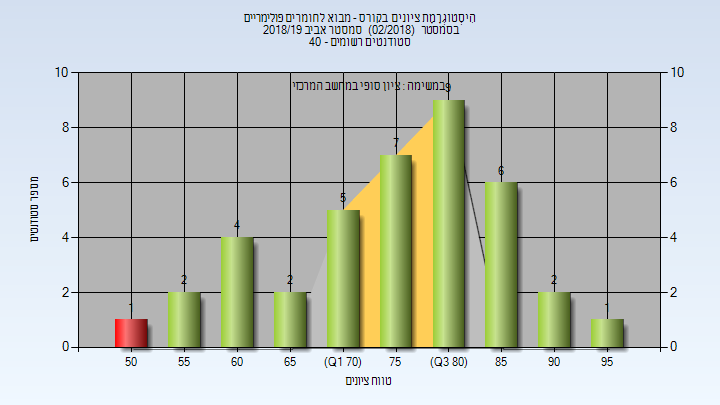 היסטוגרמת ציונים בקורס - מבוא לחומרים פולימריים
בסמסטר (02/2018) סמסטר אביב 2018/19
סטודנטים רשומים - 40
במשימה : ציון סופי במחשב המרכזי
מספר סטודנטים
10 10
8 8
6 6
4 4
2 2
0 0
1 2 4 2 5 7 9 6 2 1
50 55 60 65 (Q1 70) 75 (Q3 80) 85 90 95
טווח ציונים